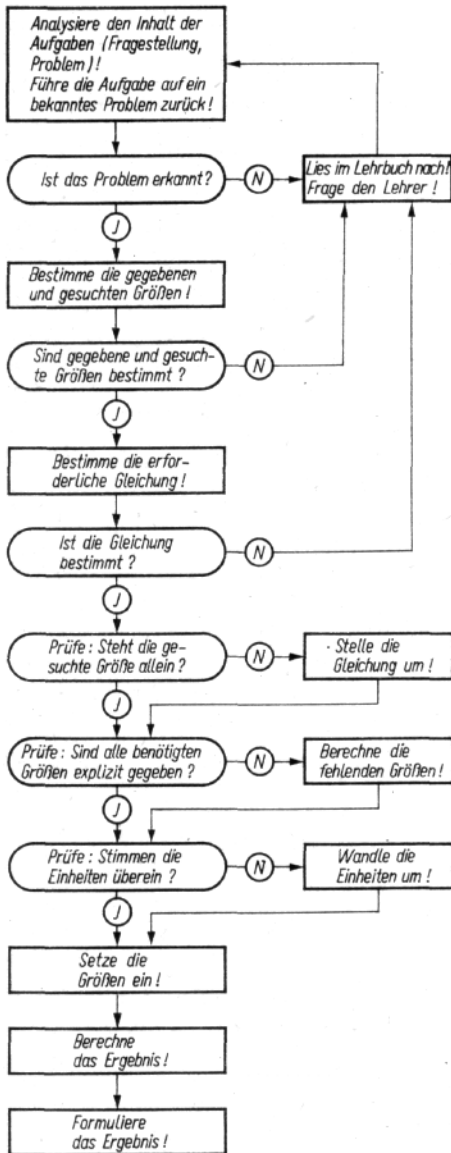 Analysiere den Inhalt der
Aufgaben (Fragestellung,
Problem)!
Führe die Aufgabe auf ein
bekanntes Problem zurück!
Ist das Problem erkannt?
N
Lies im Lehrbuch nach!
Frage den Lehrer!
J
Bestimme die gegebenen
und gesuchten Größen!
Sind gegebene und gesuch-
te Größen bestimmt?
N
J
Bestimme die erfor-
derliche Gleichung!
Ist die Gleichung
bestimmt?
N
J
Prüfe: Steht die ge-
suchte Größe allein?
N
Stelle die
Gleichung um!
J
Prüfe: Sind alle benötigten
Größen explizit gegeben?
N
Berechne die
fehlenden Größen!
J
Prüfe: Stimmen die
Einheiten überein?
N
Wandle die
Einheiten um!
J
Setze die
Größen ein!
Berechne
das Ergebnis!
Formuliere
das Ergebnis!